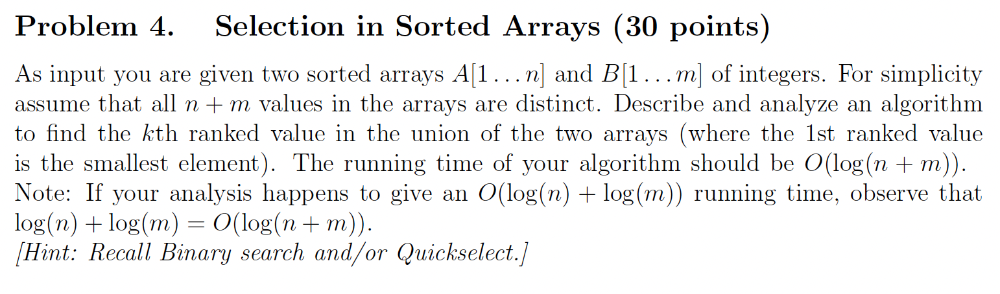 Problem 4. Selection in Sorted Arrays (30 points)
As input you are given two sorted arrays A[1...n] and B[1...m] of integers. For simplicity
assume that all n + m values in the arrays are distinct. Describe and analyze an algorithm
to find the kth ranked value in the union of the two arrays (where the 1st ranked value
is the smallest element). The running time of your algorithm should be O(log(n + m)).
Note: If your analysis happens to give an O(log(n) + log(m)) running time, observe that
log(n) + log(m) = O(log(n + m)).
[Hint: Recall Binary search and/or Quickselect.]